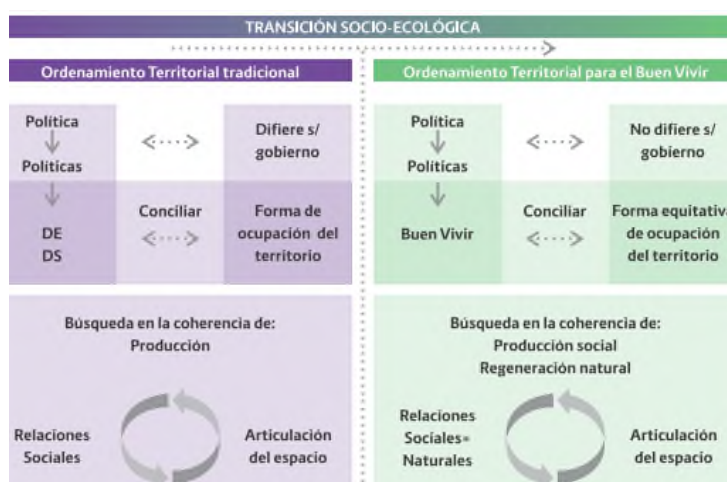 TRANSICIÓN SOCIO-ECOLÓGICA
Ordenamiento Territorial tradicional
Política
Políticas
Difiere s/
gobierno
DE
DS
Conciliar
Forma de
ocupación del
territorio
Búsqueda en la coherencia de:
Producción
Relaciones
Sociales
Articulación
del espacio
Ordenamiento Territorial para el Buen Vivir
Política
Políticas
No difiere s/
gobierno
Buen Vivir
Conciliar
Forma equitativa
de ocupación
del territorio
Búsqueda en la coherencia de:
Producción social
Regeneración natural
Relaciones
Sociales=
Naturales
Articulación
del espacio